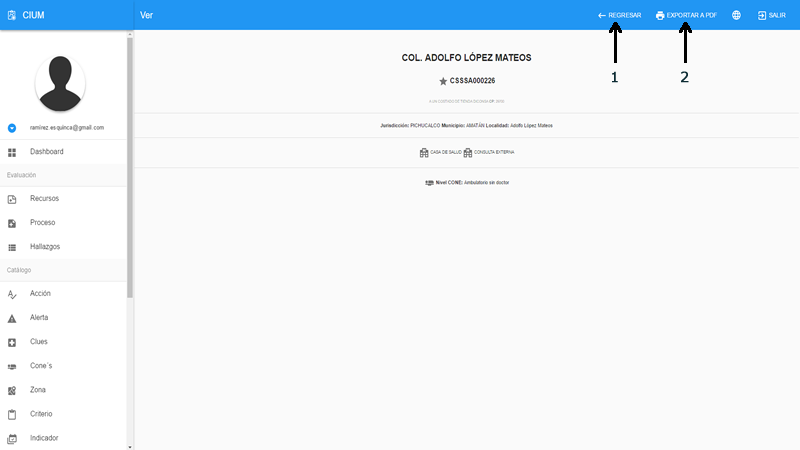 CIUM
Ver
REGRESAR
EXPORTAR A PDF
SALIR
1
2
ramirez.esquinca@gmail.com
Dashboard
Evaluación
Recursos
Proceso
Hallazgos
Catálogo
Acción
Alerta
Clues
Cone´s
Zona
Criterio
Indicador
COL. ADOLFO LÓPEZ MATEOS
CSSSA000226
Jurisdicción: PICHUCALCO Municipio: AMATÁN Localidad: Adolfo López Mateos
CASA DE SALUD CONSULTA EXTERNA
Nivel CONE: Ambulatorio sin doctor